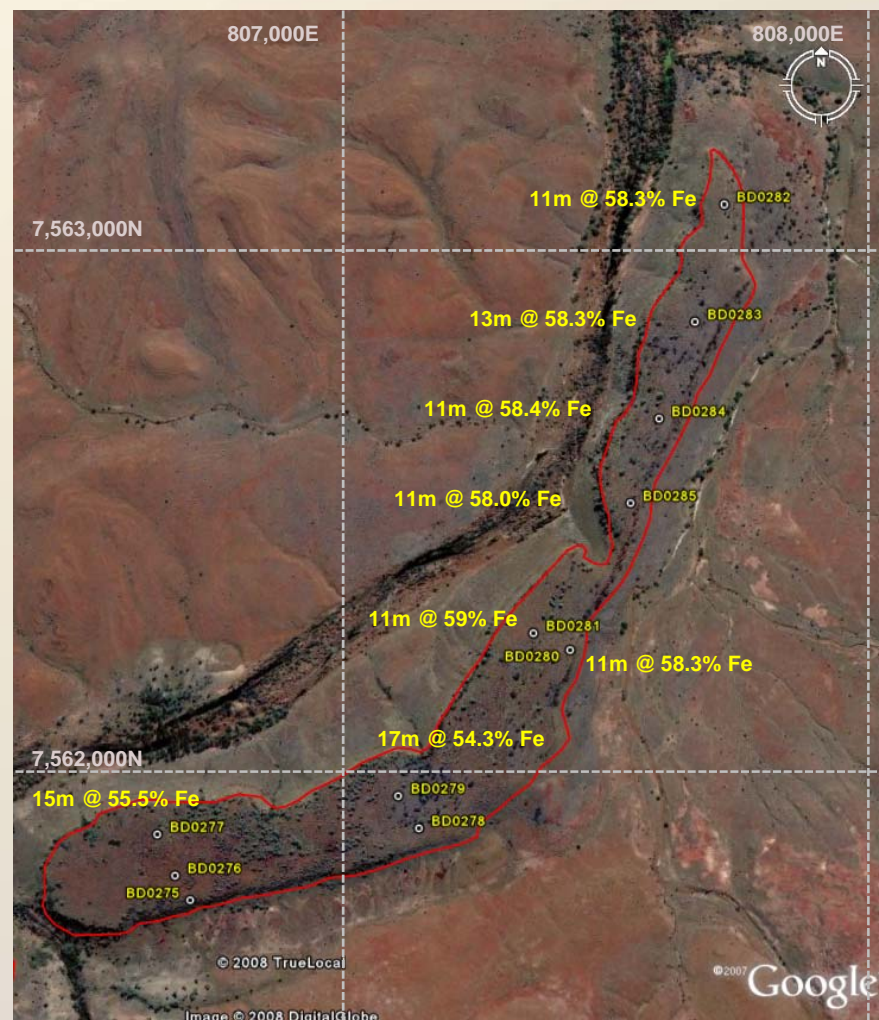 807,000E
808,000E
N
11m @ 58.3% Fe
BD0282
7,563,000N
13m @ 58.3% Fe
BD0283
11m @ 58.4% Fe
BD0284
11m @ 58.0% Fe
BD0285
11m @ 59% Fe
BD0281
BD0280
11m @ 58.3% Fe
17m @ 54.3% Fe
7,562,000N
15m @ 55.5% Fe
BD0279
BD0277
BD0278
BD0276
BD0275
© 2008 TrueLocal
©2007 Google
Image © 2008 DigitalGlobe